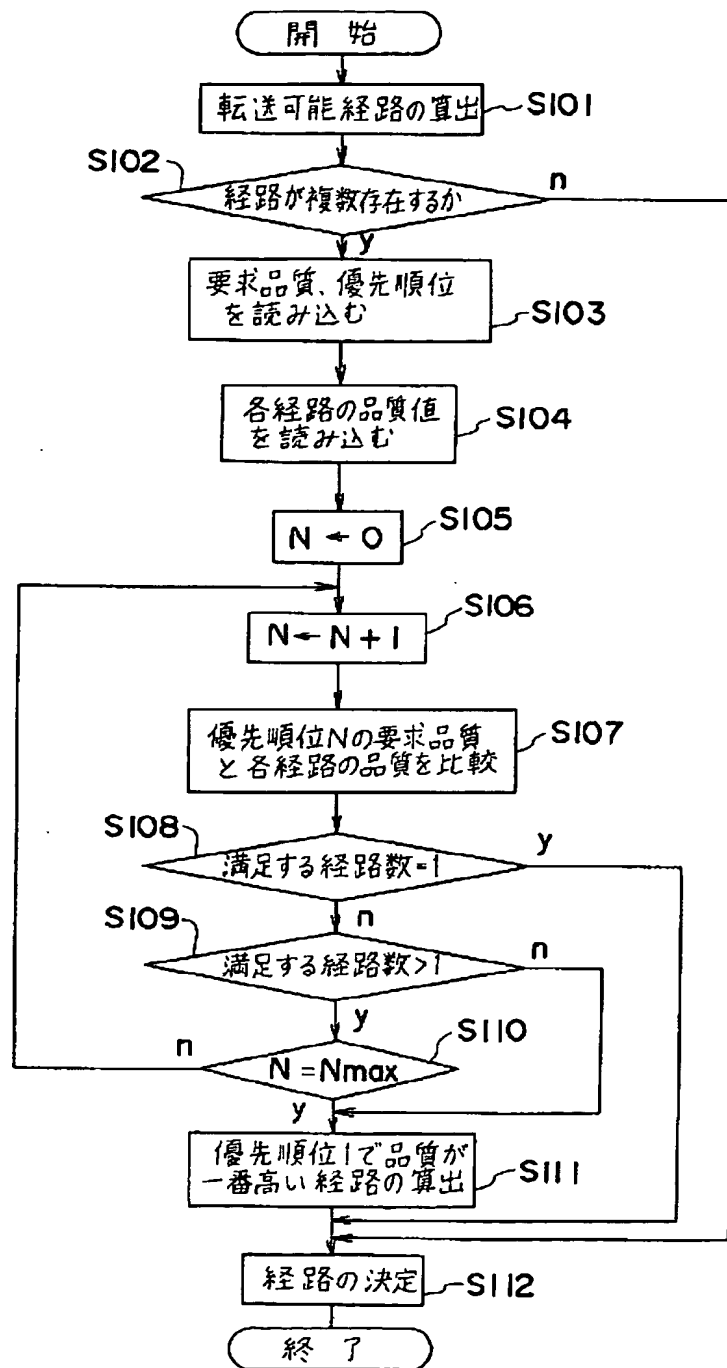 開始
転送可能経路の算出
S101
S102
経路が複数存在するか
n
y
要求品質、優先順位
を読み込む
S103
各経路の品質値
を読み込む
S104
N ← 0
S105
N ← N + 1
S106
優先順位Nの要求品質
と各経路の品質を比較
S107
S108
満足する経路数=1
y
n
S109
満足する経路数>1
n
y
S110
N = Nmax
n
y
優先順位1で品質が
一番高い経路の算出
S111
経路の決定
S112
終了